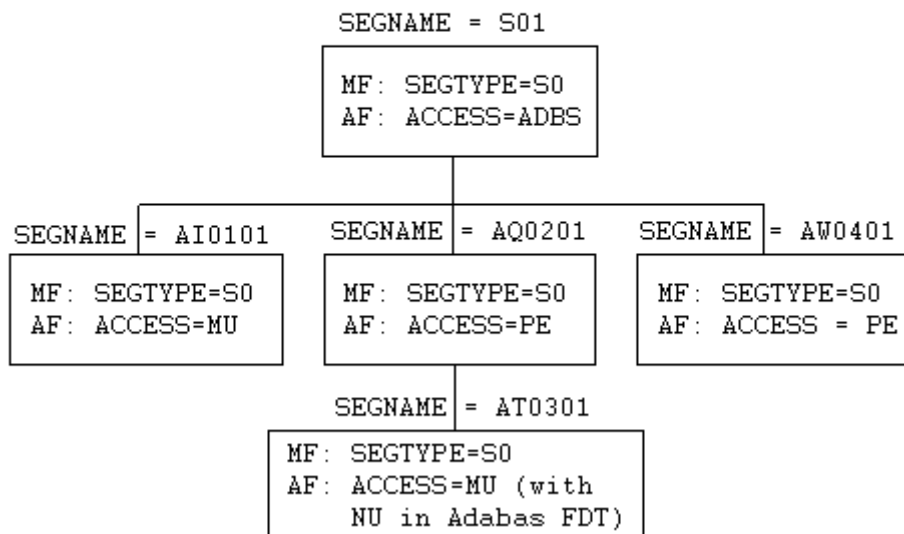 SEGNAME = S01
MF: SEGTYPE=S0
AF: ACCESS=ADBS
SEGNAME = AI0101
MF: SEGTYPE=S0
AF: ACCESS=MU
SEGNAME = AQ0201
MF: SEGTYPE=S0
AF: ACCESS=PE
SEGNAME = AW0401
MF: SEGTYPE=S0
AF: ACCESS = PE
SEGNAME = AT0301
MF: SEGTYPE=S0
AF: ACCESS=MU (with
NU in Adabas FDT)